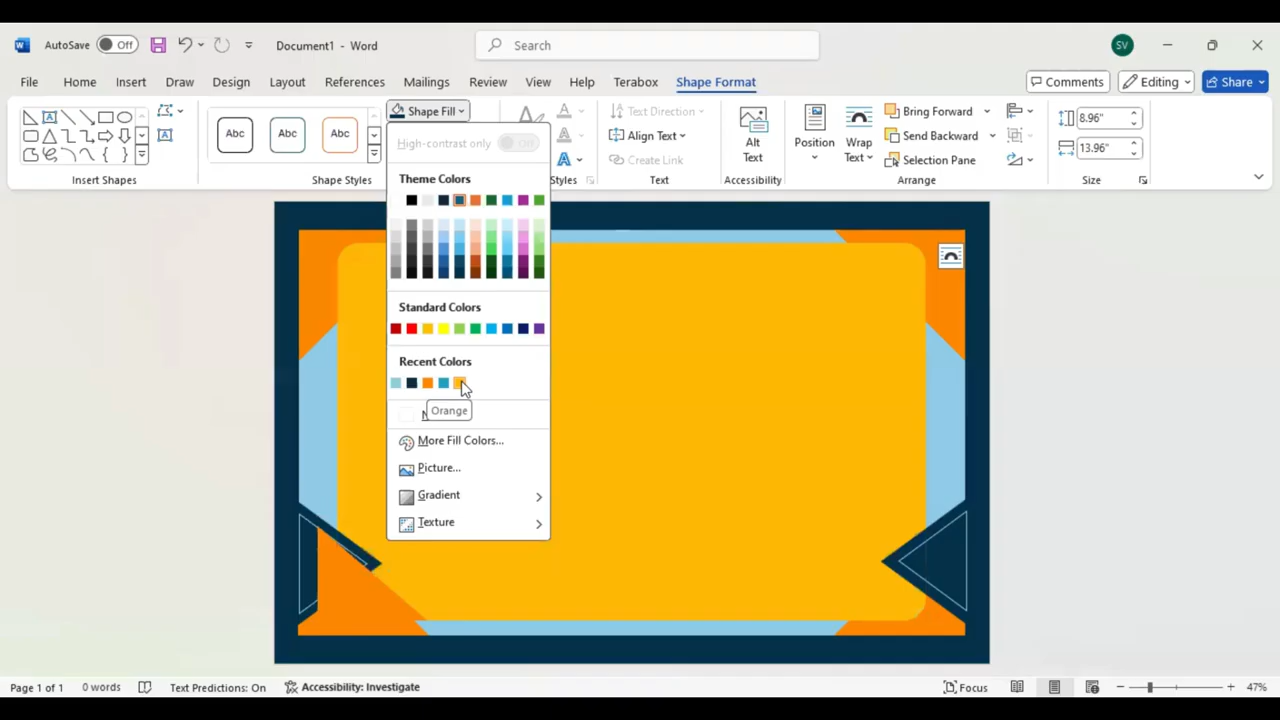 AutoSave Off Document1 - Word Search SV
File Home Insert Draw Design Layout References Mailings Review View Help Terabox Shape Format Comments Editing Share
Shape Fill Text Direction Bring Forward 8.96"
Abc Abc Abc High-contrast only Off Align Text Alt Text Position Wrap Text Send Backward 13.96"
Create Link Selection Pane
Insert Shapes Shape Styles Styles Text Accessibility Arrange Size
Theme Colors
Standard Colors
Recent Colors
Orange
N
More Fill Colors...
Picture...
Gradient
Texture
Page 1 of 1 0 words Text Predictions: On Accessibility: Investigate Focus 47%